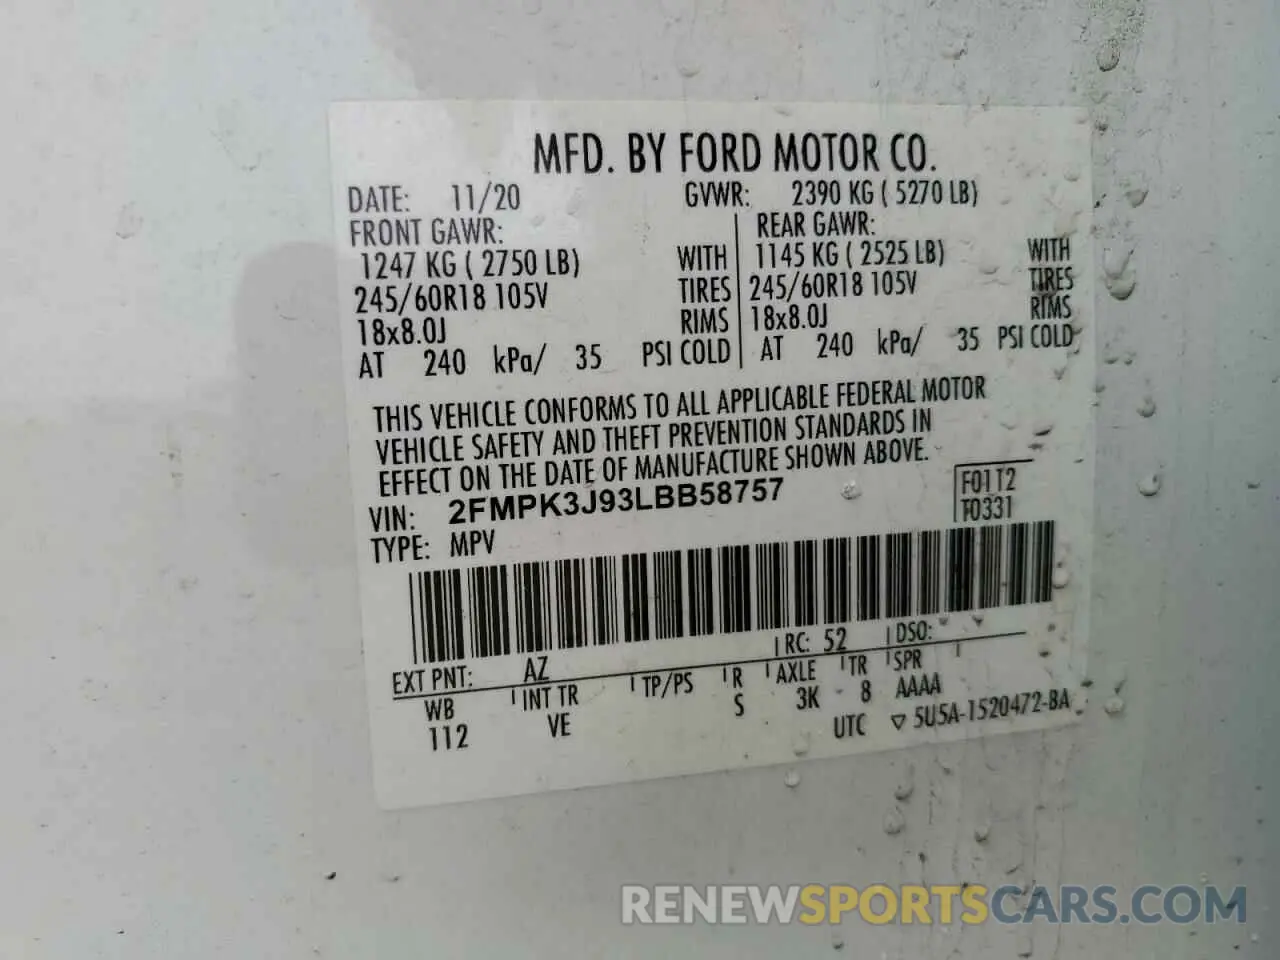 MFD. BY FORD MOTOR CO.
DATE: 11/20 GVWR: 2390 KG ( 5270 LB)
FRONT GAWR: REAR GAWR:
1247 KG ( 2750 LB) WITH 1145 KG ( 2525 LB) WITH
245/60R18 105V TIRES 245/60R18 105V TIRES
18x8.0J RIMS 18x8.0J RIMS
AT 240 kPa/ 35 PSI COLD AT 240 kPa/ 35 PSI COLD
THIS VEHICLE CONFORMS TO ALL APPLICABLE FEDERAL MOTOR
VEHICLE SAFETY AND THEFT PREVENTION STANDARDS IN
EFFECT ON THE DATE OF MANUFACTURE SHOWN ABOVE.
VIN: 2FMPK3J93LBB58757 F01T2
TYPE: MPV T0331
RC: 52 DSO:
EXT PNT: AZ
WB INT TR TP/PS R AXLE TR SPR
112 VE S 3K 8 AAAA
UTC ▽ 5U5A-1520472-BA
RENEWSPORTSCARS.COM